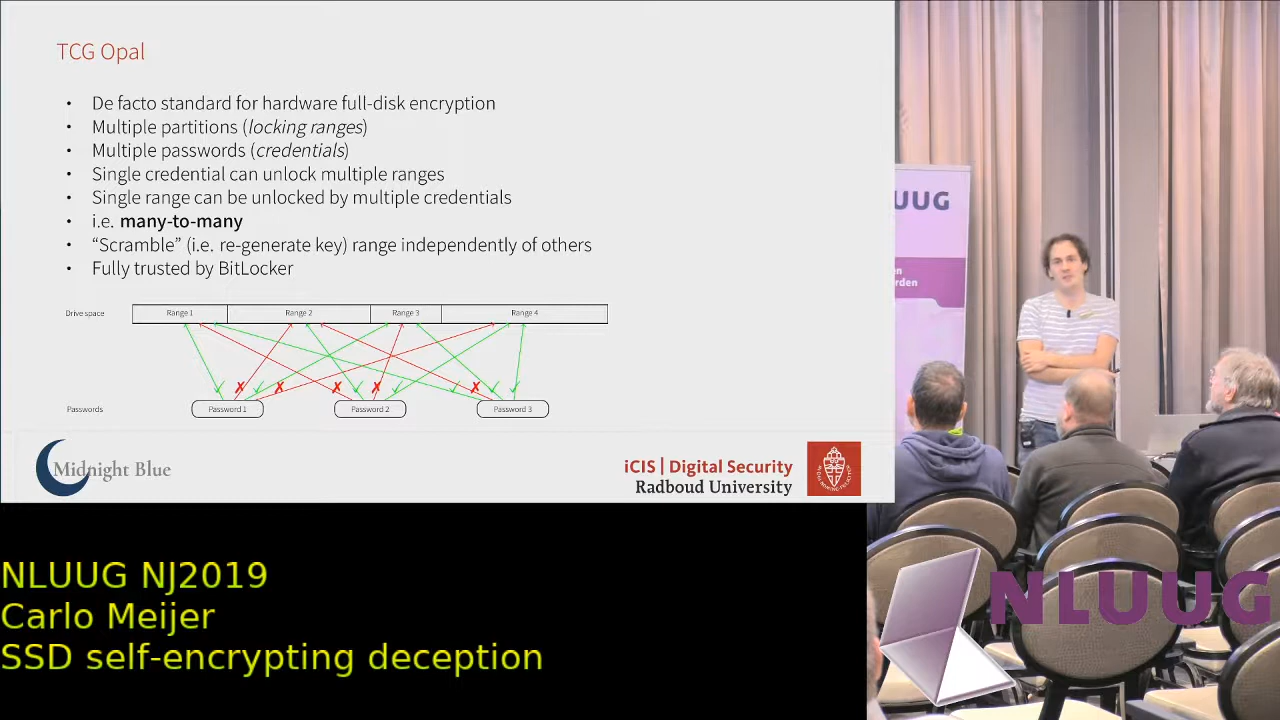 TCG Opal
• De facto standard for hardware full-disk encryption
• Multiple partitions (locking ranges)
• Multiple passwords (credentials)
• Single credential can unlock multiple ranges
• Single range can be unlocked by multiple credentials
• i.e. many-to-many
• “Scramble” (i.e. re-generate key) range independently of others
• Fully trusted by BitLocker
Drive space
Range 1
Range 2
Range 3
Range 4
Passwords
Password 1
Password 2
Password 3
Midnight Blue
iCIS | Digital Security
Radboud University
UUG
en
rden
NLUUG NJ2019
Carlo Meijer
SSD self-encrypting deception
NLUUG